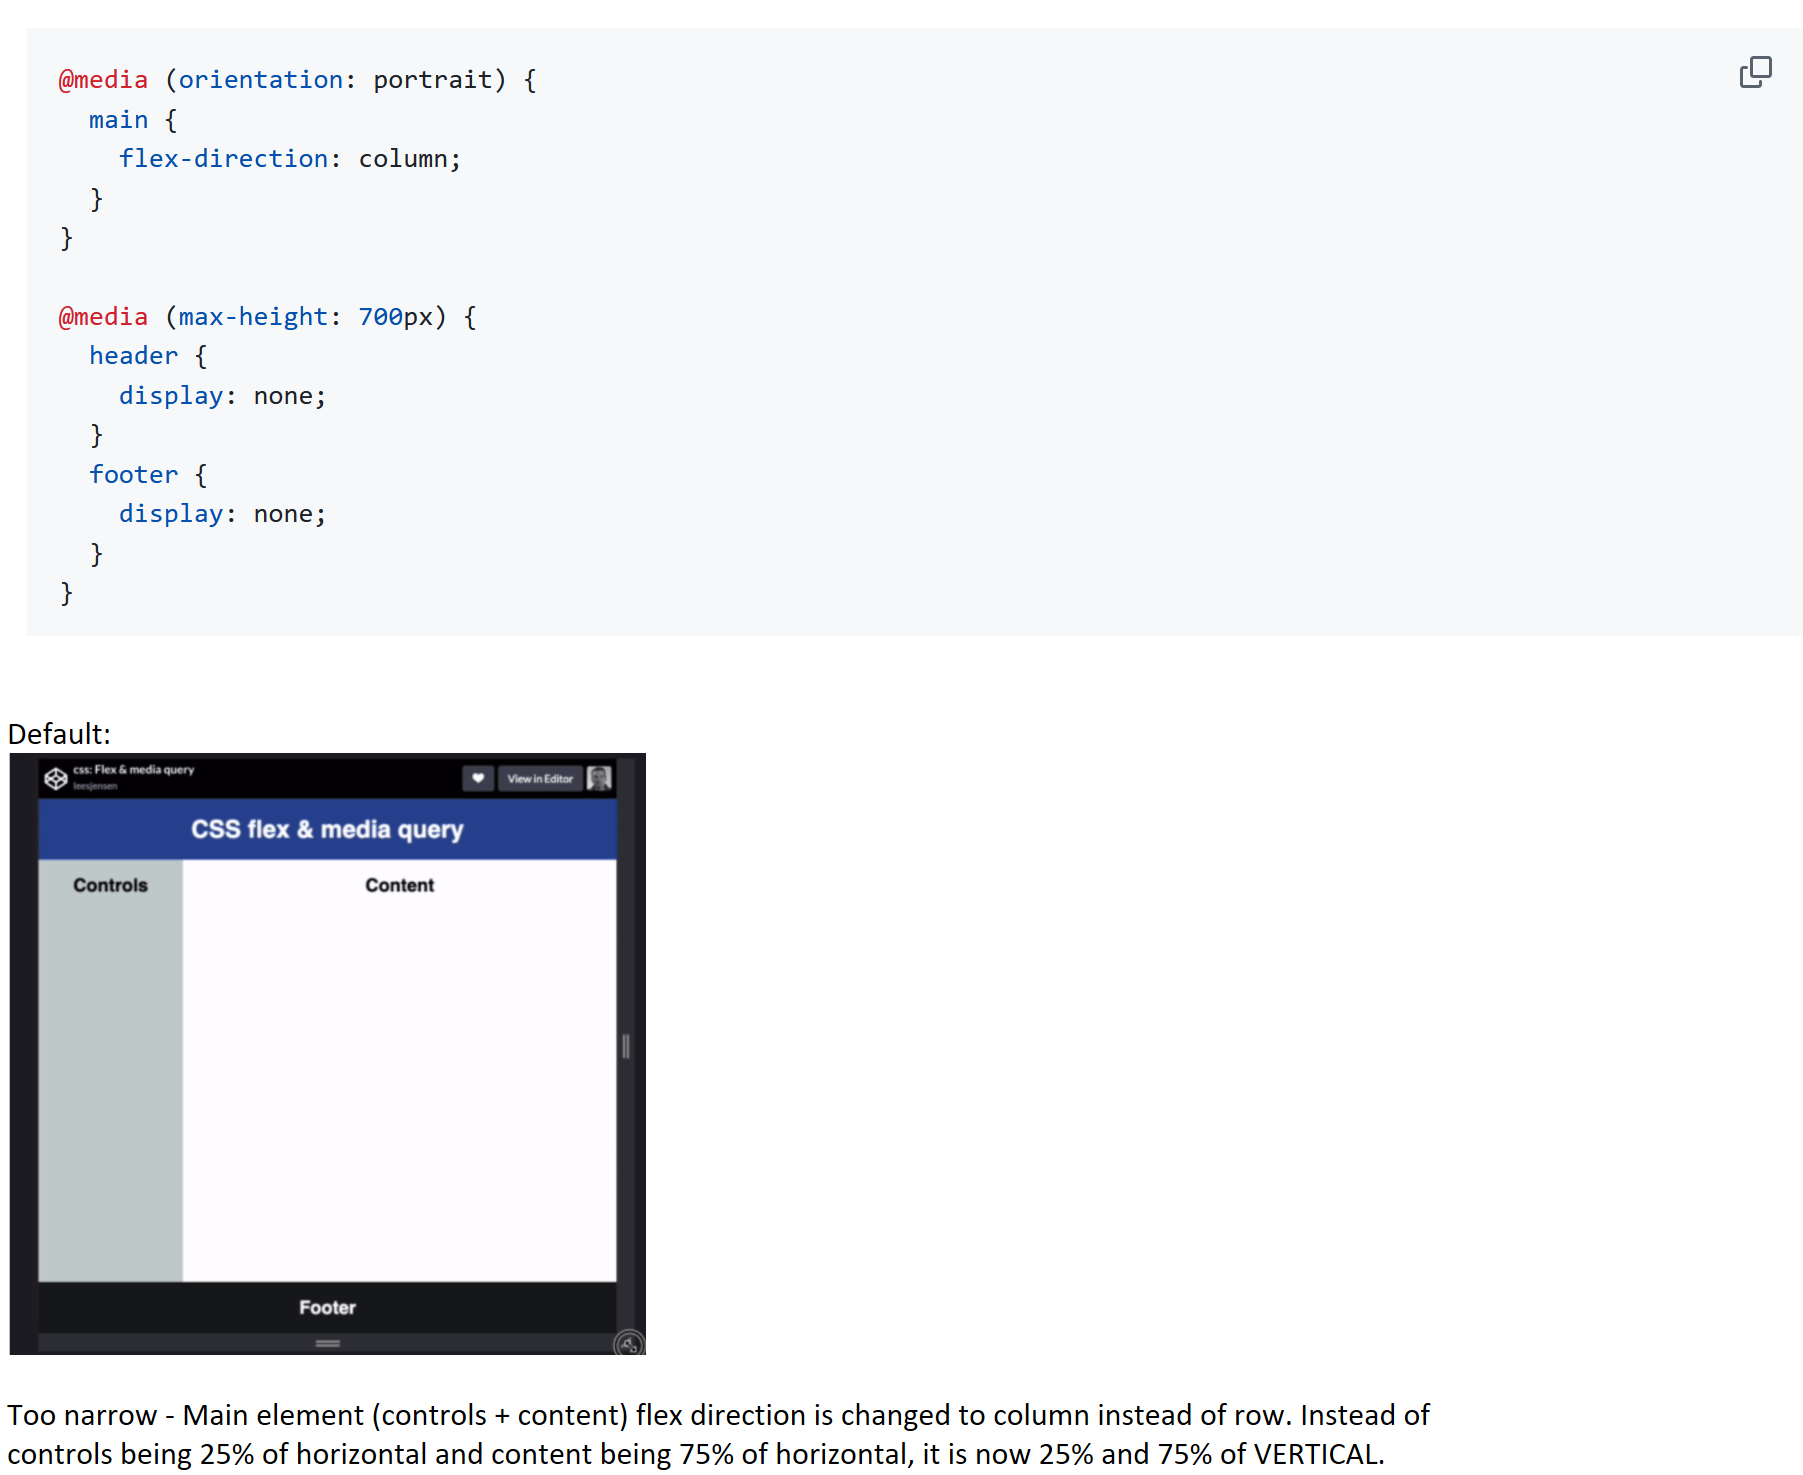 @media (orientation: portrait) {
  main {
    flex-direction: column;
  }
}

@media (max-height: 700px) {
  header {
    display: none;
  }
  footer {
    display: none;
  }
}
Default:
css: Flex & media query
leesjensen
View in Editor
CSS flex & media query
Controls
Content
Footer
Too narrow - Main element (controls + content) flex direction is changed to column instead of row. Instead of
controls being 25% of horizontal and content being 75% of horizontal, it is now 25% and 75% of VERTICAL.